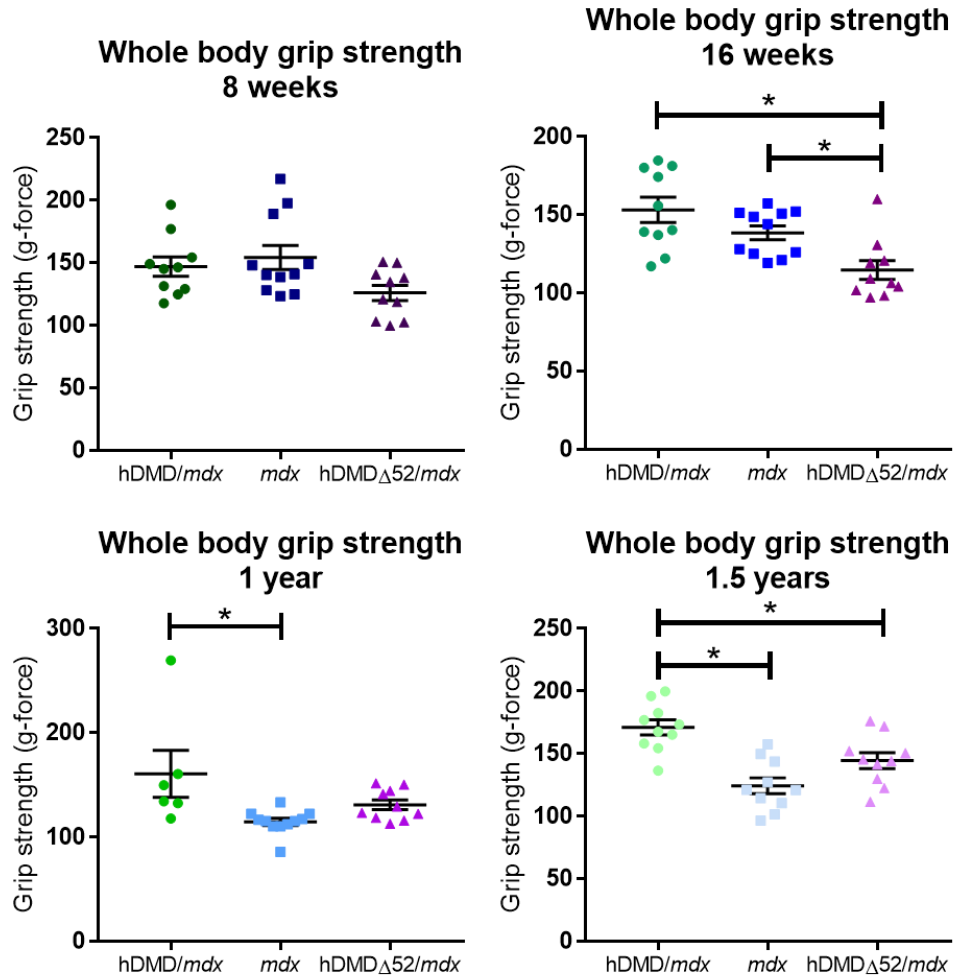 Whole body grip strength
8 weeks
Grip strength (g-force)
250
200
150
100
50
0
hDMD/mdx
mdx
hDMDΔ52/mdx
Whole body grip strength
16 weeks
Grip strength (g-force)
200
150
100
50
0
*
*
hDMD/mdx
mdx
hDMDΔ52/mdx
Whole body grip strength
1 year
Grip strength (g-force)
300
200
100
0
*
hDMD/mdx
mdx
hDMDΔ52/mdx
Whole body grip strength
1.5 years
Grip strength (g-force)
250
200
150
100
50
0
*
*
hDMD/mdx
mdx
hDMDΔ52/mdx